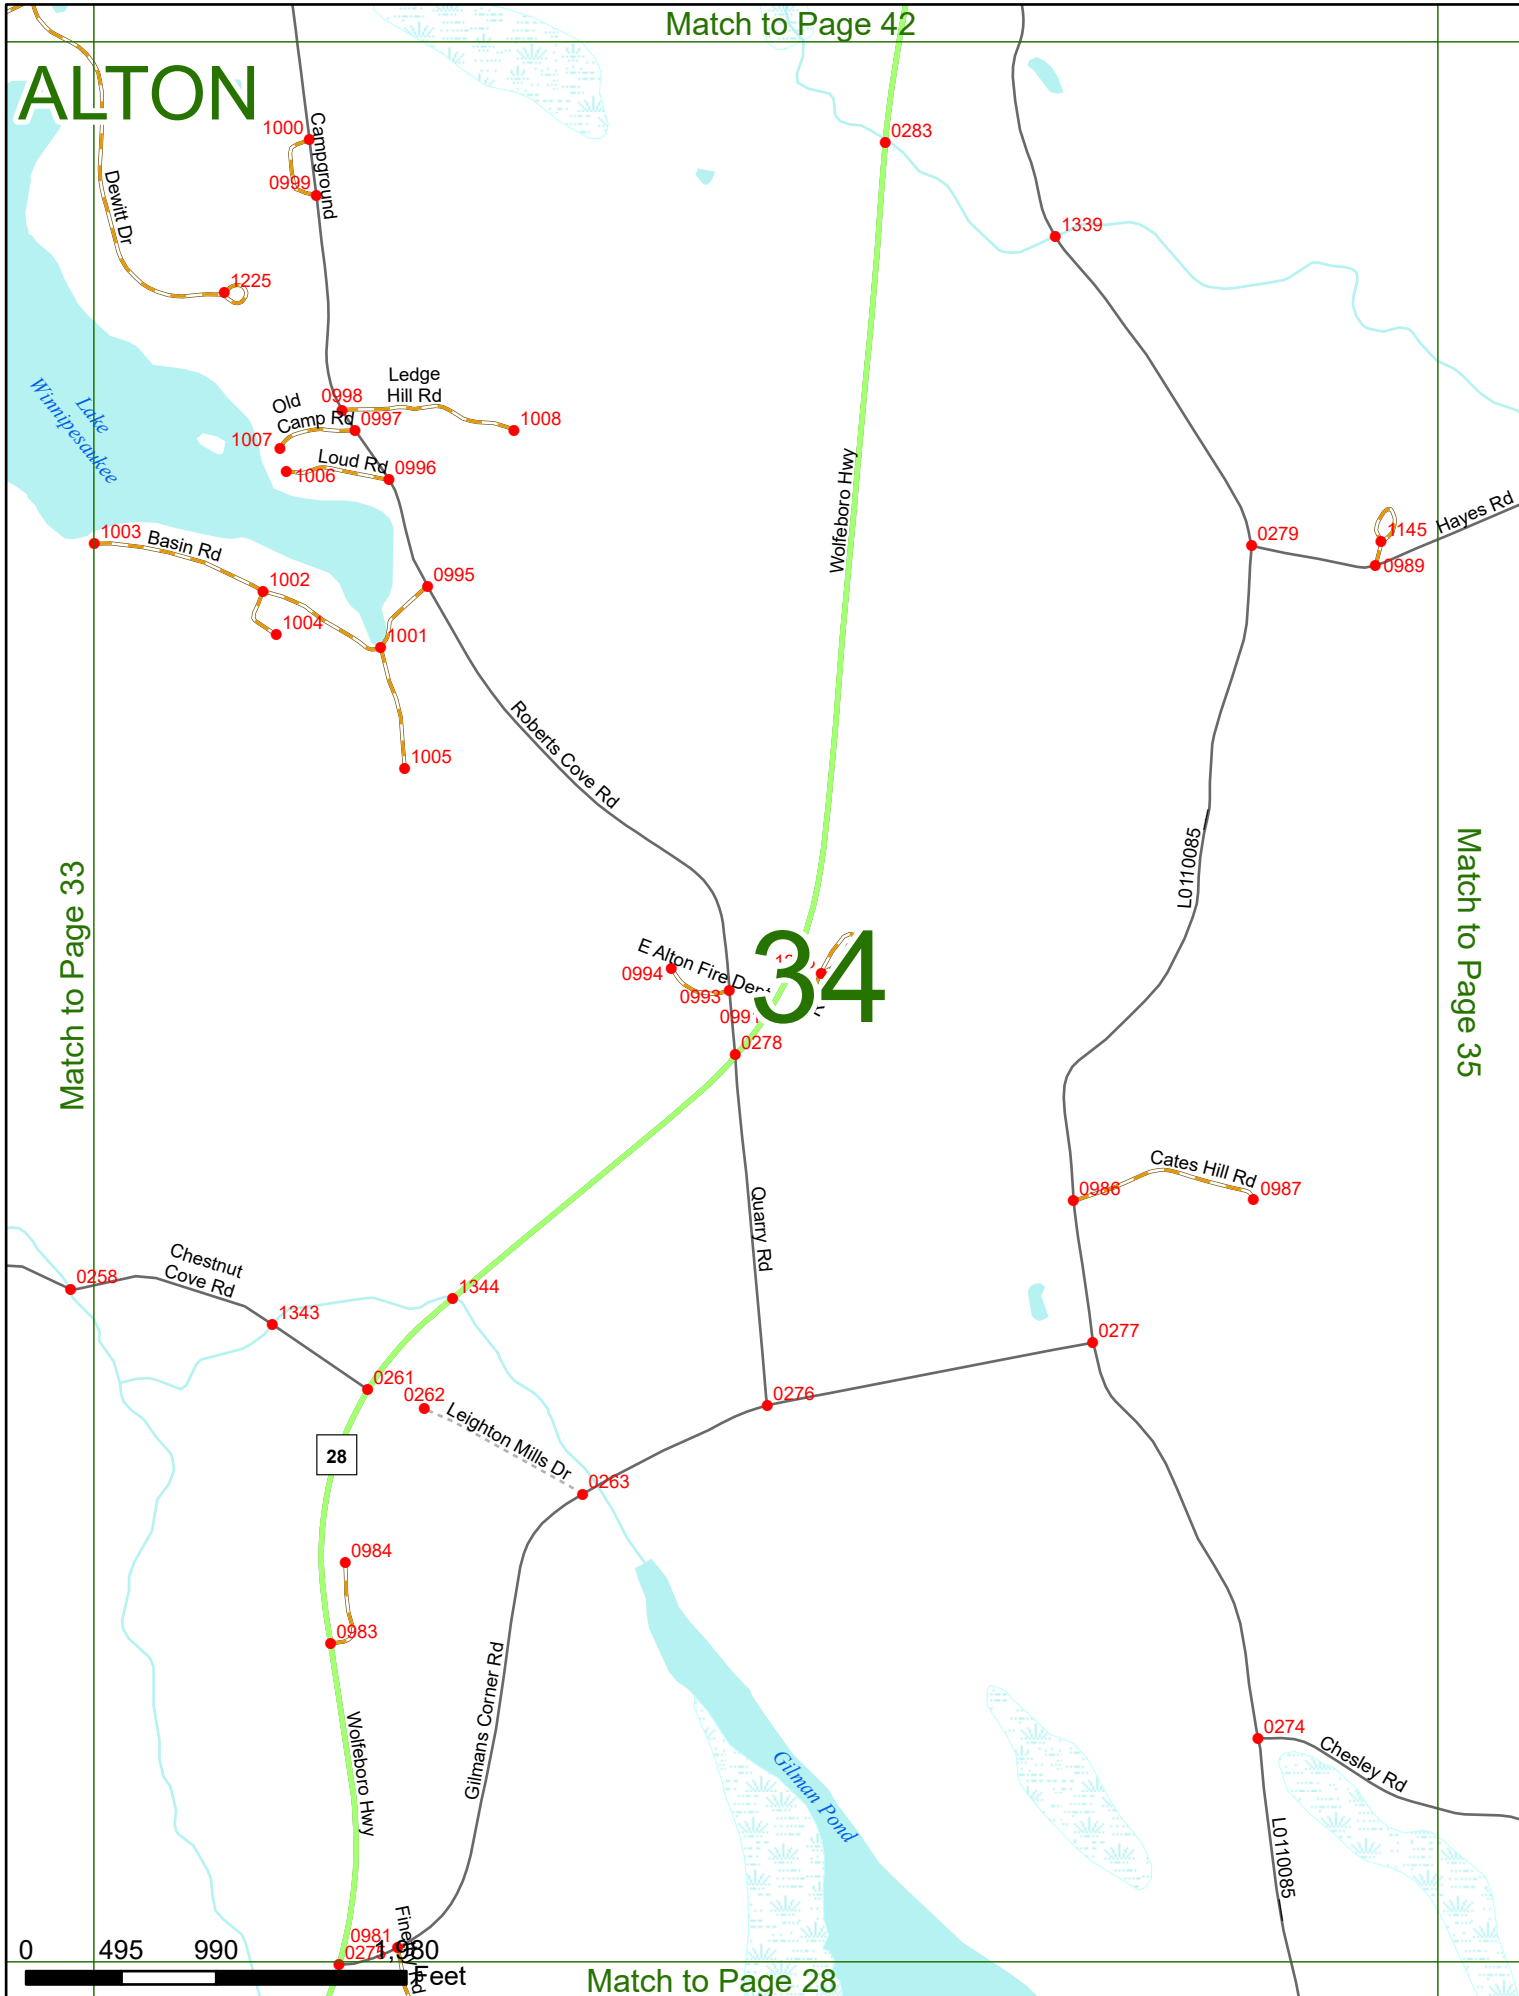 Match to Page 42
ALTON
1000
Campground
0283
0999
Dewitt Dr
1339
1225
Ledge
Hill Rd
Lake
Winnipesaukee
0998
Old
Camp Rd
0997
1008
1007
Loud Rd
0996
1006
Wolfeboro Hwy
1145
Hayes Rd
1003
Basin Rd
0279
0989
1002
0995
1004
1001
1005
Roberts Cove Rd
L0110085
Match to Page 33
Match to Page 35
34
E Alton Fire Dept
0994
0993
0278
Cates Hill Rd
0986
0987
Quarry Rd
Chestnut
Cove Rd
0258
1344
1343
0277
0261
0262
0276
Leighton Mills Dr
28
0263
0984
0983
Gilmans Corner Rd
Wolfeboro Hwy
0274
Chesley Rd
Gilman Pond
L0110085
0981
0 495 990 1,980
Feet
Match to Page 28